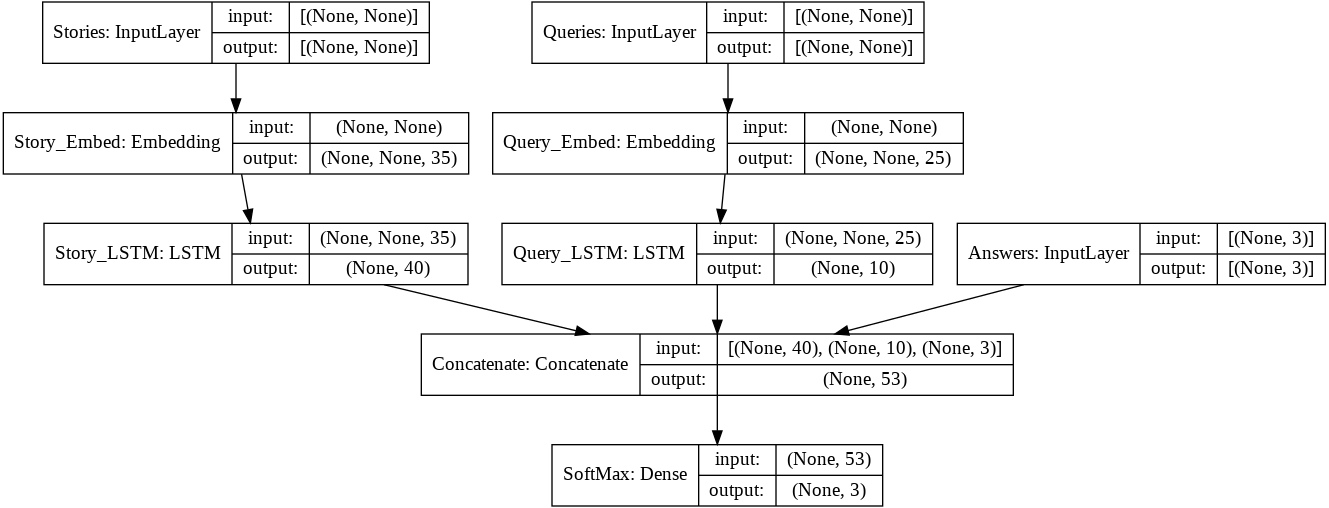 Stories: InputLayer
input:
[(None, None)]
output:
[(None, None)]
Queries: InputLayer
input:
[(None, None)]
output:
[(None, None)]
Story_Embed: Embedding
input:
(None, None)
output:
(None, None, 35)
Query_Embed: Embedding
input:
(None, None)
output:
(None, None, 25)
Story_LSTM: LSTM
input:
(None, None, 35)
output:
(None, 40)
Query_LSTM: LSTM
input:
(None, None, 25)
output:
(None, 10)
Answers: InputLayer
input:
[(None, 3)]
output:
[(None, 3)]
Concatenate: Concatenate
input:
[(None, 40), (None, 10), (None, 3)]
output:
(None, 53)
SoftMax: Dense
input:
(None, 53)
output:
(None, 3)